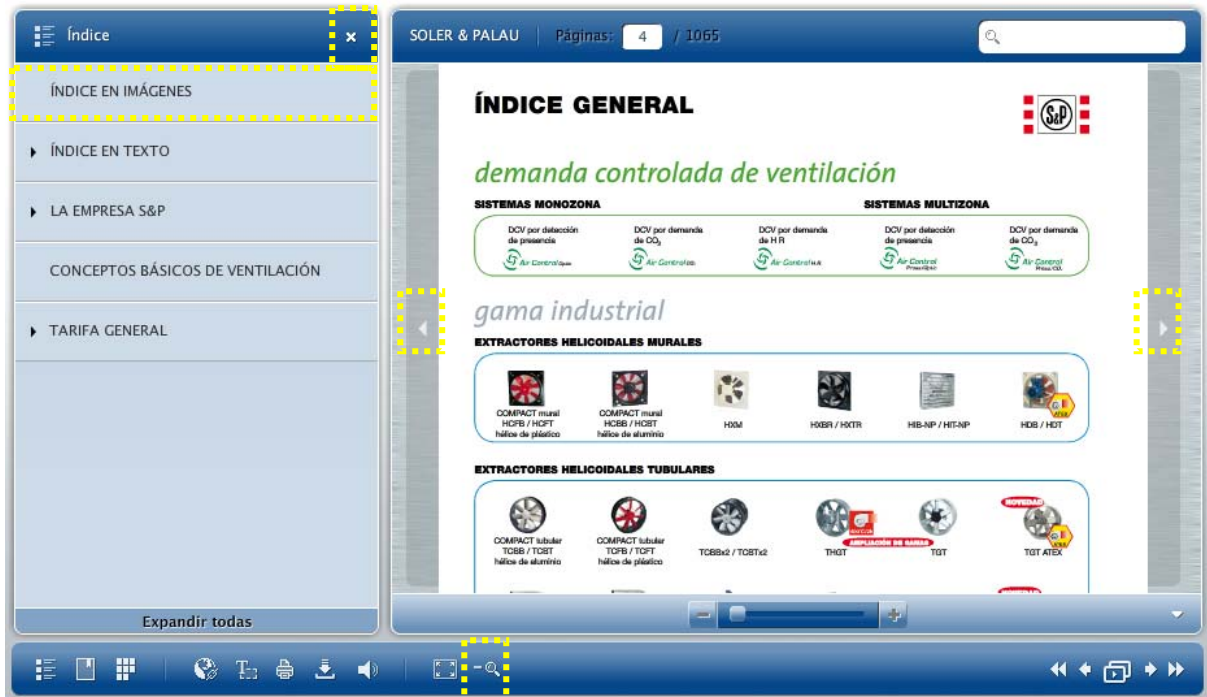 Índice
SOLER & PALAU
Páginas: 4 / 1065
ÍNDICE EN IMÁGENES
ÍNDICE EN TEXTO
LA EMPRESA S&P
CONCEPTOS BÁSICOS DE VENTILACIÓN
TARIFA GENERAL
Expandir todas
ÍNDICE GENERAL
S&P
demanda controlada de ventilación
SISTEMAS MONOZONA
SISTEMAS MULTIZONA
DCV por detección de presencia
DCV por demanda de CO₂
DCV por demanda de H R
DCV por detección de presencia
DCV por demanda de CO₂
Air Control
Air Control
Air Control H.R.
Air Control
Air Control
gama industrial
EXTRACTORES HELICOIDALES MURALES
COMPACT mural
HCFB / HCFT
hélice de plástico
COMPACT mural
HCBB / HCBT
hélice de aluminio
HXM
HXBR / HXTR
HIB-NP / HIT-NP
HDB / HDT
EXTRACTORES HELICOIDALES TUBULARES
COMPACT tubular
TCBB / TCBT
hélice de aluminio
COMPACT tubular
TCFB / TCFT
hélice de plástico
TCBBx2 / TCBTx2
AMPLIACIÓN DE GAMAS
THGT
TGT
NOVEDAD
TGT ATEX